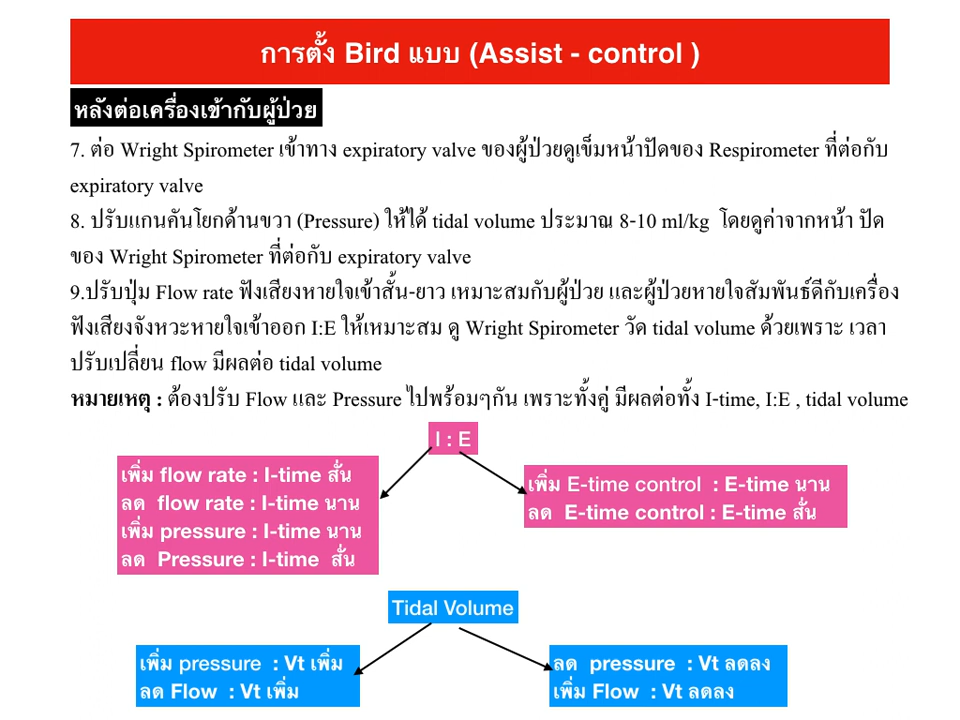 การตั้ง Bird แบบ (Assist - control )
หลังต่อเครื่องเข้ากับผู้ป่วย
7. ต่อ Wright Spirometer เข้าทาง expiratory valve ของผู้ป่วยดูเข็มหน้าปัดของ Respirometer ที่ต่อกับ
expiratory valve
8. ปรับแกนคันโยกด้านขวา (Pressure) ให้ได้ tidal volume ประมาณ 8-10 ml/kg โดยดูค่าจากหน้า ปัด
ของ Wright Spirometer ที่ต่อกับ expiratory valve
9.ปรับปุ่ม Flow rate ฟังเสียงหายใจเข้าสั้น-ยาว เหมาะสมกับผู้ป่วย และผู้ป่วยหายใจสัมพันธ์ดีกับเครื่อง
ฟังเสียงจังหวะหายใจเข้าออก I:E ให้เหมาะสม ดู Wright Spirometer วัด tidal volume ด้วยเพราะ เวลา
ปรับเปลี่ยน flow มีผลต่อ tidal volume
หมายเหตุ : ต้องปรับ Flow และ Pressure ไปพร้อมๆกัน เพราะทั้งคู่ มีผลต่อทั้ง I-time, I:E , tidal volume
I : E
เพิ่ม flow rate : I-time สั่น
ลด flow rate : I-time นาน
เพิ่ม pressure : I-time นาน
ลด Pressure : I-time สั่น
เพิ่ม E-time control : E-time นาน
ลด E-time control : E-time สั่น
Tidal Volume
เพิ่ม pressure : Vt เพิ่ม
ลด Flow : Vt เพิ่ม
ลด pressure : Vt ลดลง
เพิ่ม Flow : Vt ลดลง